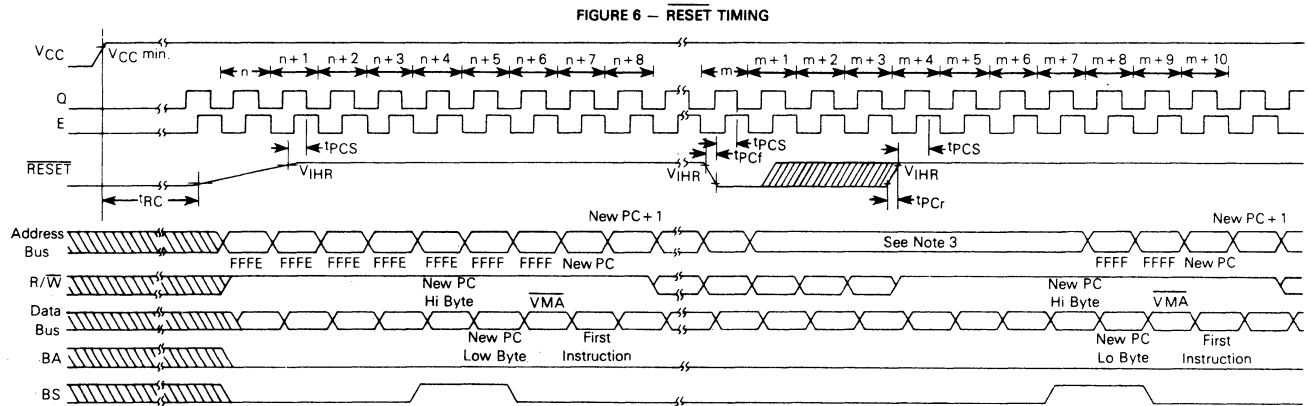 FIGURE 6 — RESET TIMING
VCC VCC min.
n n + 1 n + 2 n + 3 n + 4 n + 5 n + 6 n + 7 n + 8 m m + 1 m + 2 m + 3 m + 4 m + 5 m + 6 m + 7 m + 8 m + 9 m + 10
Q
E
tPCS tPCf tPCS
RESET VIHR VIHR VIHR
tRC tPCr
New PC + 1 New PC + 1
Address Bus See Note 3
FFFE FFFE FFFE FFFE FFFE FFFF FFFF New PC FFFF FFFF New PC
R/W
New PC Hi Byte VMA New PC Hi Byte VMA
Data Bus
New PC Low Byte First Instruction New PC Lo Byte First Instruction
BA
BS